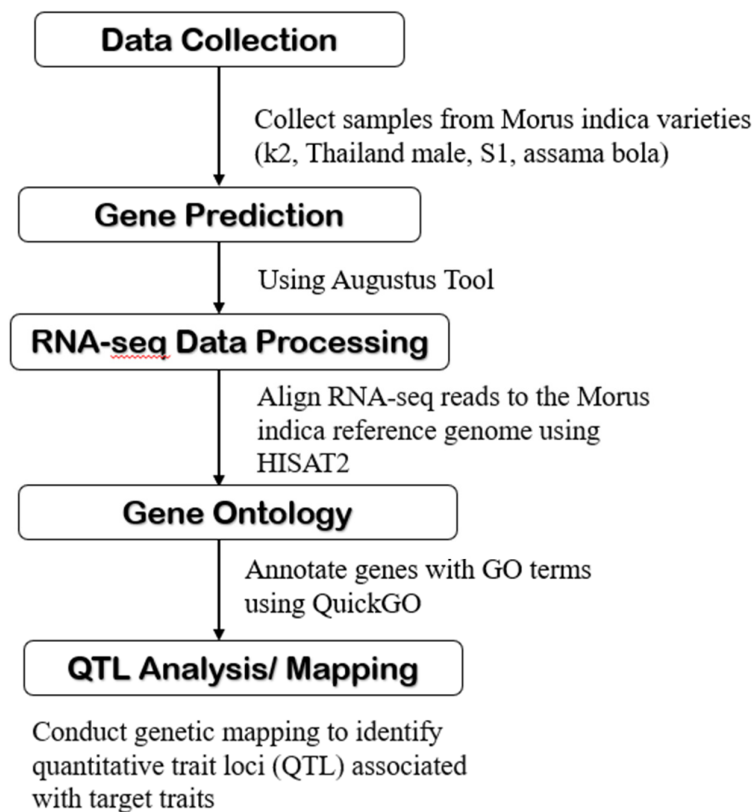 Data Collection
Collect samples from Morus indica varieties
(k2, Thailand male, S1, assama bola)
Gene Prediction
Using Augustus Tool
RNA-seq Data Processing
Align RNA-seq reads to the Morus
indica reference genome using
HISAT2
Gene Ontology
Annotate genes with GO terms
using QuickGO
QTL Analysis/ Mapping
Conduct genetic mapping to identify
quantitative trait loci (QTL) associated
with target traits